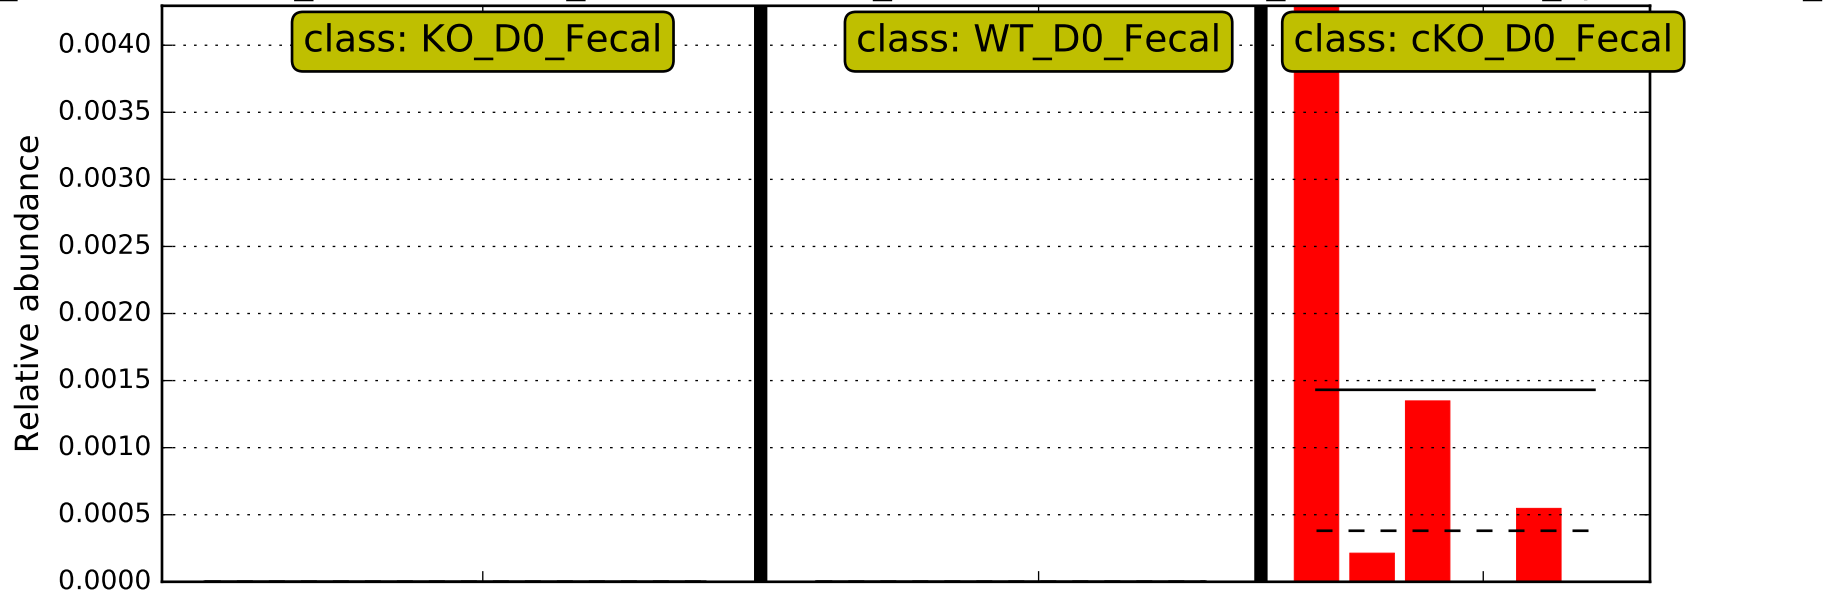 class: KO_D0_Fecal
class: WT_D0_Fecal
class: cKO_D0_Fecal
0.0040
0.0035
0.0030
0.0025
0.0020
0.0015
0.0010
0.0005
0.0000
Relative abundance